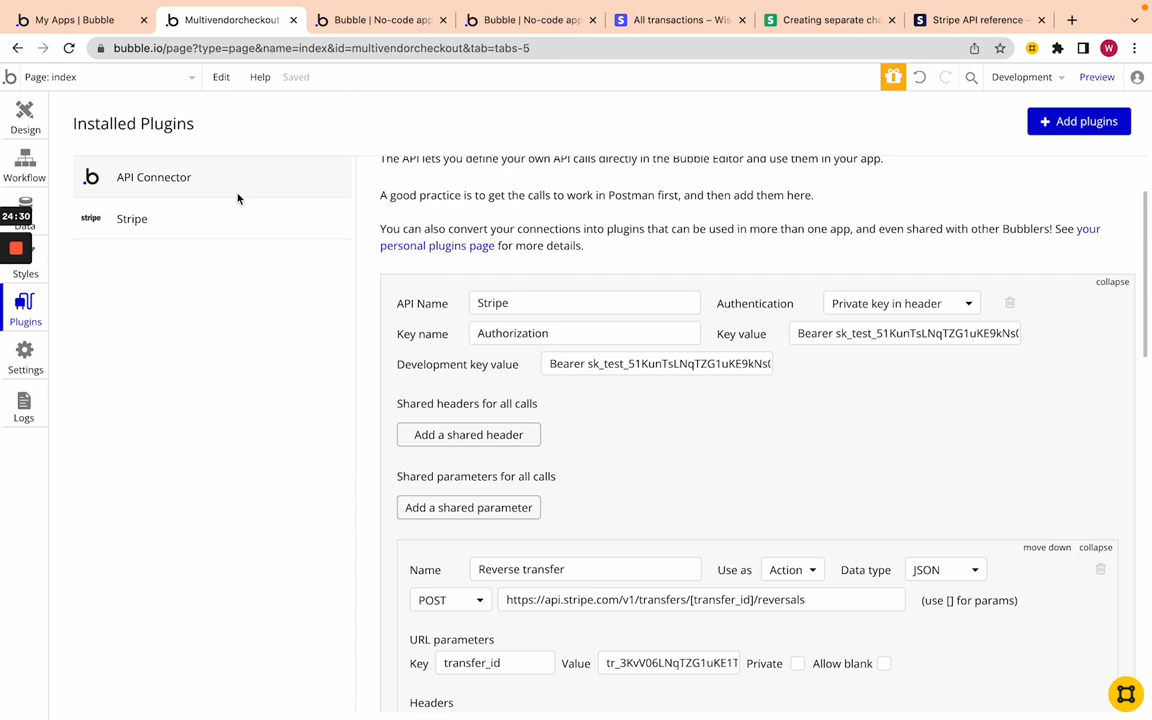 My Apps | Bubble
Multivendorcheckout
Bubble | No-code app
Bubble | No-code app
All transactions – Wis
Creating separate cha
Stripe API reference –
bubble.io/page?type=page&name=index&id=multivendorcheckout&tab=tabs-5
W
Page: index
Edit
Help
Saved
Development
Preview
Design
Workflow
Data
24:30
Styles
Plugins
Settings
Logs
Installed Plugins
Add plugins
API Connector
stripe Stripe
The API lets you define your own API calls directly in the Bubble Editor and use them in your app.
A good practice is to get the calls to work in Postman first, and then add them here.
You can also convert your connections into plugins that can be used in more than one app, and even shared with other Bubblers! See your
personal plugins page for more details.
collapse
API Name Stripe Authentication Private key in header
Key name Authorization Key value Bearer sk_test_51KunTsLNqTZG1uKE9kNs(
Development key value Bearer sk_test_51KunTsLNqTZG1uKE9kNs(
Shared headers for all calls
Add a shared header
Shared parameters for all calls
Add a shared parameter
move down collapse
Name Reverse transfer Use as Action Data type JSON
POST https://api.stripe.com/v1/transfers/[transfer_id]/reversals (use [] for params)
URL parameters
Key transfer_id Value tr_3KvV06LNqTZG1uKE1T Private Allow blank
Headers